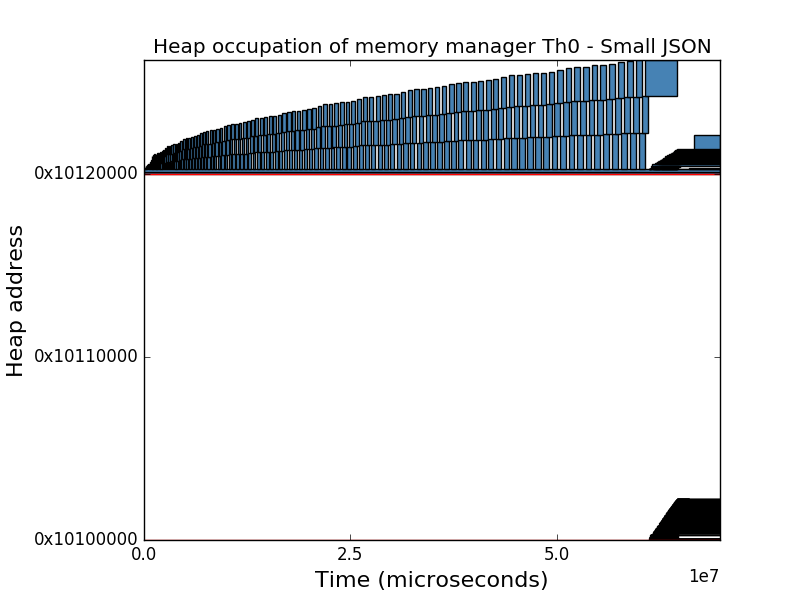 Heap occupation of memory manager Th0 - Small JSON
0x10120000
0x10110000
0x10100000
Heap address
0.0
2.5
5.0
1e7
Time (microseconds)